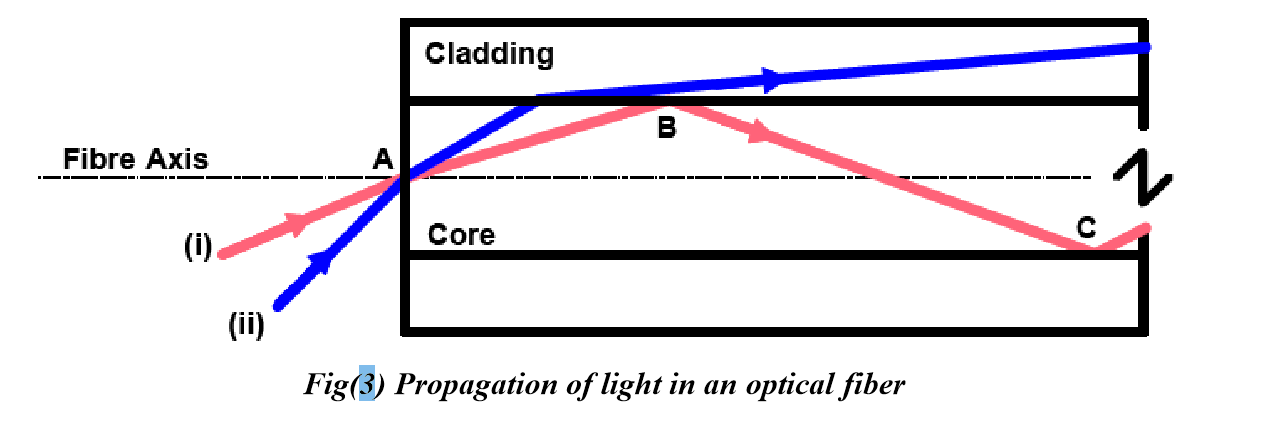 Cladding
B
Fibre Axis
A
(i)
Core
C
(ii)
Fig(3) Propagation of light in an optical fiber